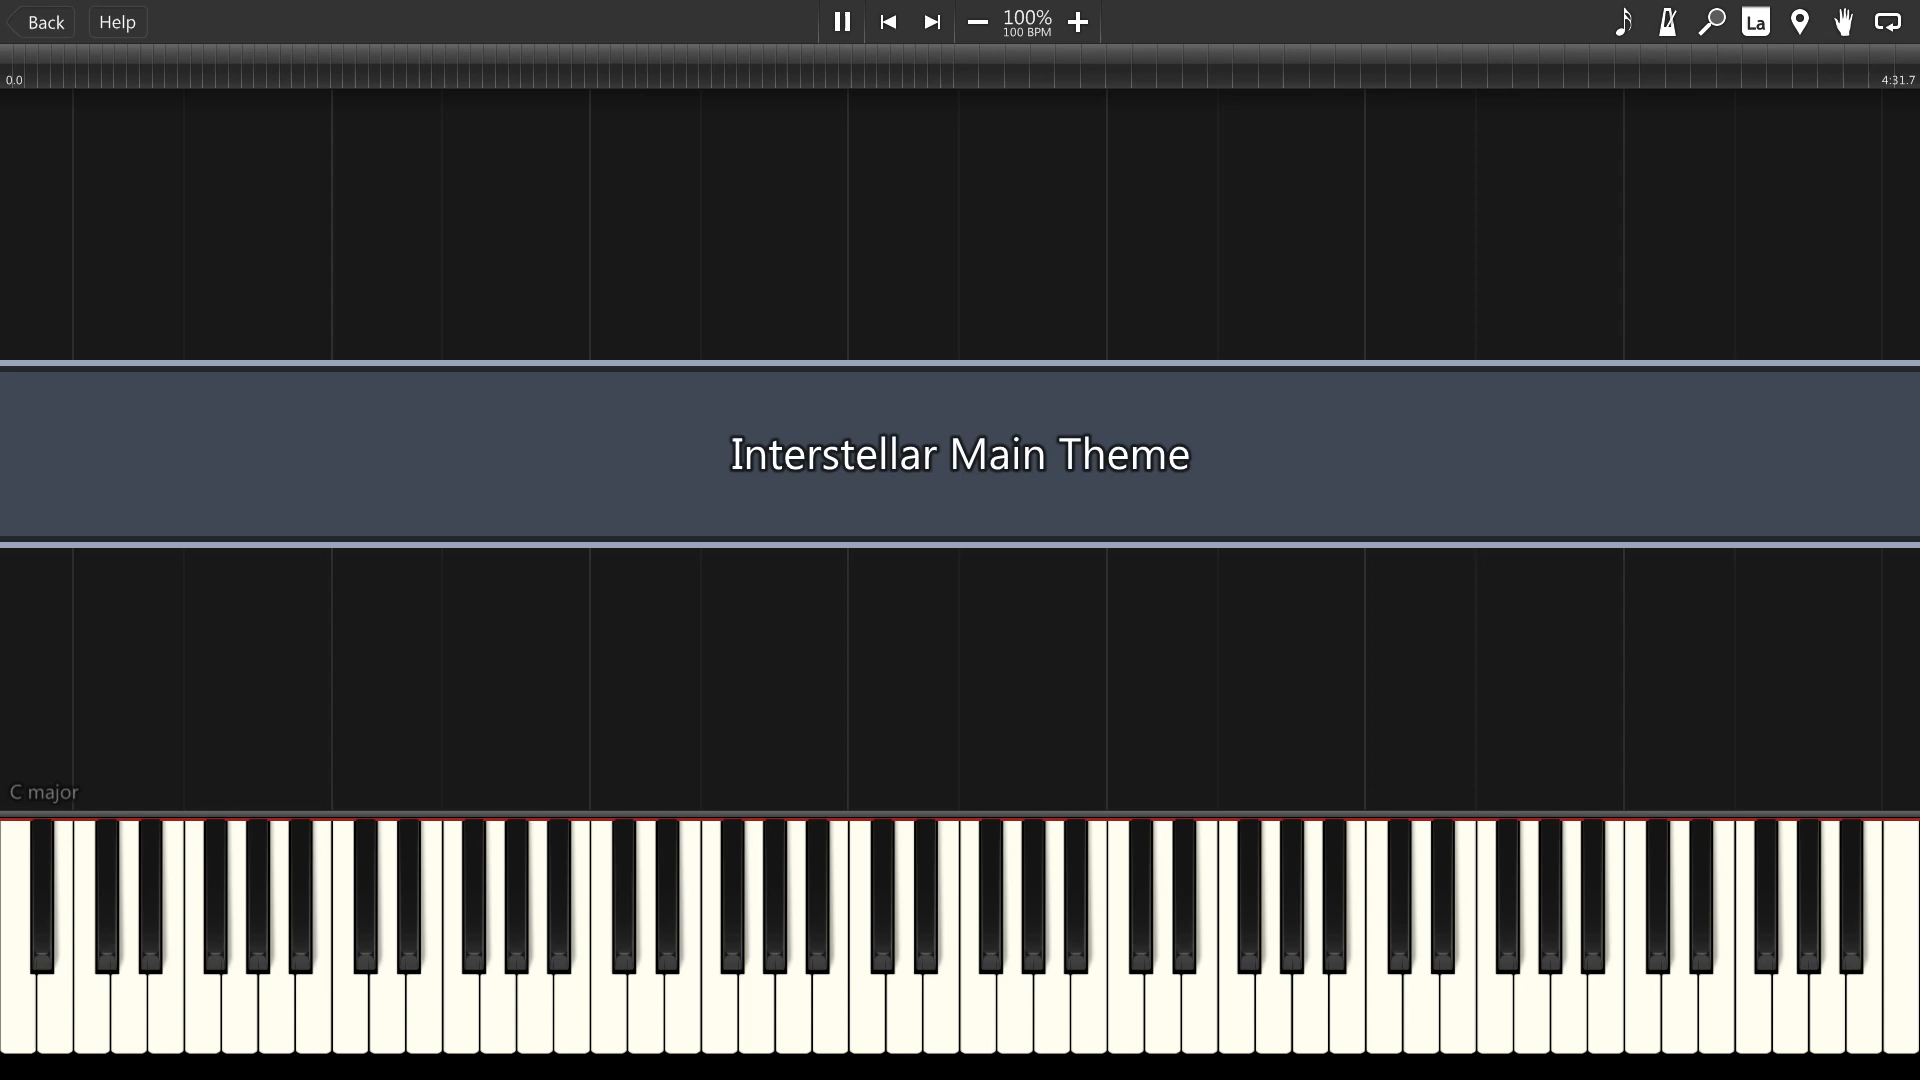 Back
Help
100%
100 BPM
La
0.0
4:31.7
Interstellar Main Theme
C major